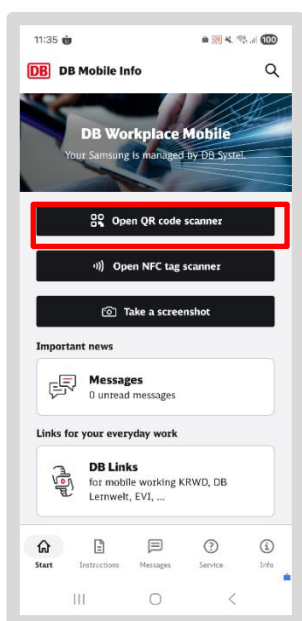 11:35
100
DB DB Mobile Info
DB Workplace Mobile
Your Samsung is managed by DB Systel.
Open QR code scanner
Open NFC tag scanner
Take a screenshot
Important news
Messages
0 unread messages
Links for your everyday work
DB Links
for mobile working KRWD, DB
Lernwelt, EVI, ...
Start Instructions Messages Service Info